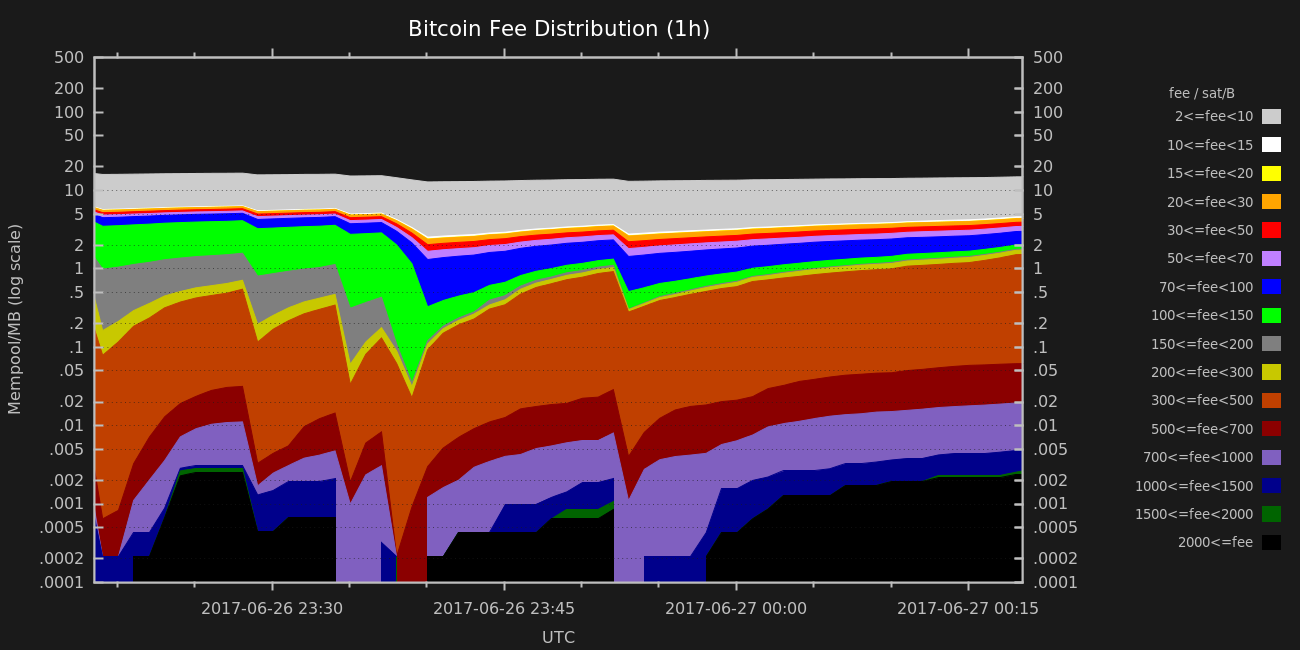 Bitcoin Fee Distribution (1h)
500 500
200 200
100 100
50 50
20 20
10 10
5 5
2 2
1 1
.5 .5
.2 .2
.1 .1
.05 .05
.02 .02
.01 .01
.005 .005
.002 .002
.001 .001
.0005 .0005
.0002 .0002
.0001 .0001
Mempool/MB (log scale)
2017-06-26 23:30 2017-06-26 23:45 2017-06-27 00:00 2017-06-27 00:15
UTC
fee / sat/B
2<=fee<10
10<=fee<15
15<=fee<20
20<=fee<30
30<=fee<50
50<=fee<70
70<=fee<100
100<=fee<150
150<=fee<200
200<=fee<300
300<=fee<500
500<=fee<700
700<=fee<1000
1000<=fee<1500
1500<=fee<2000
2000<=fee